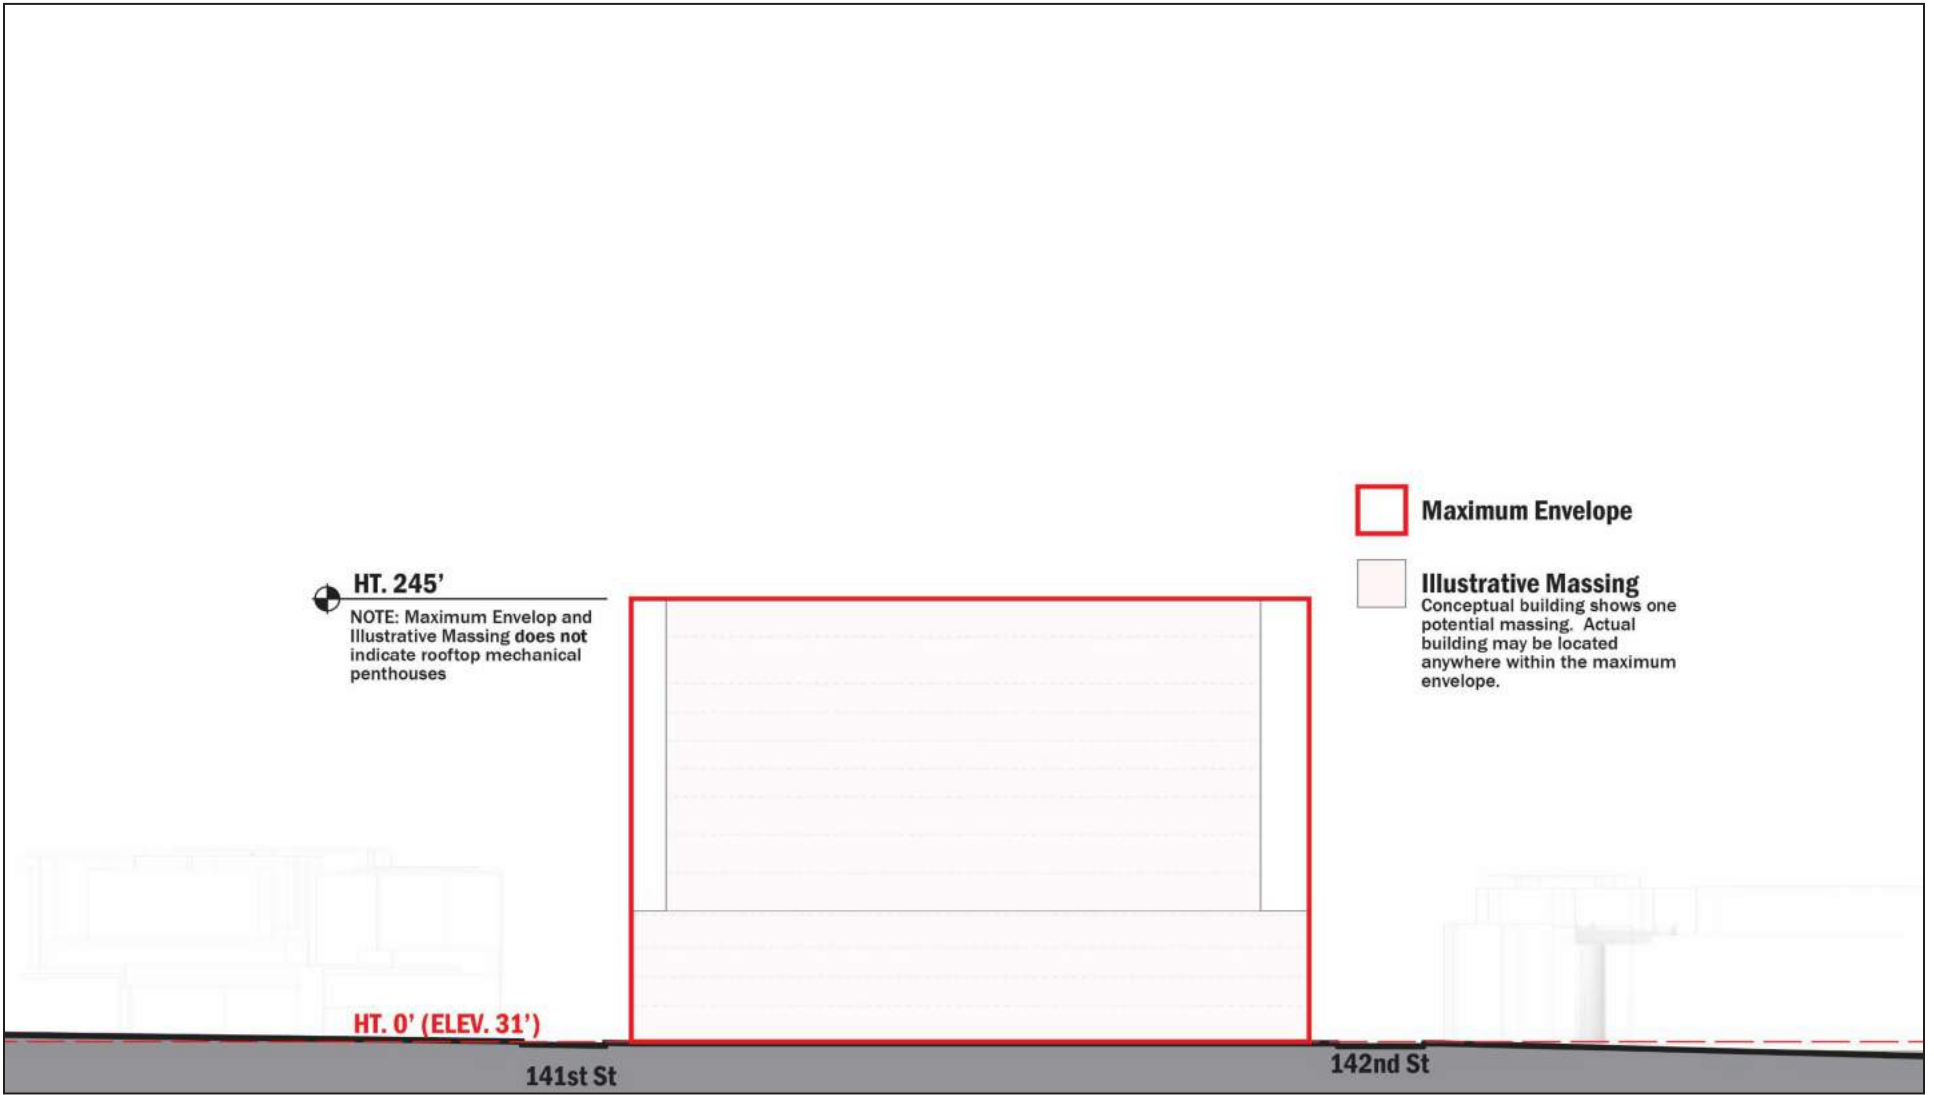 Maximum Envelope
HT. 245’
NOTE: Maximum Envelop and
Illustrative Massing does not
indicate rooftop mechanical
penthouses
Illustrative Massing
Conceptual building shows one
potential massing.  Actual
building may be located
anywhere within the maximum
envelope.
HT. 0’ (ELEV. 31’)
141st St
142nd St